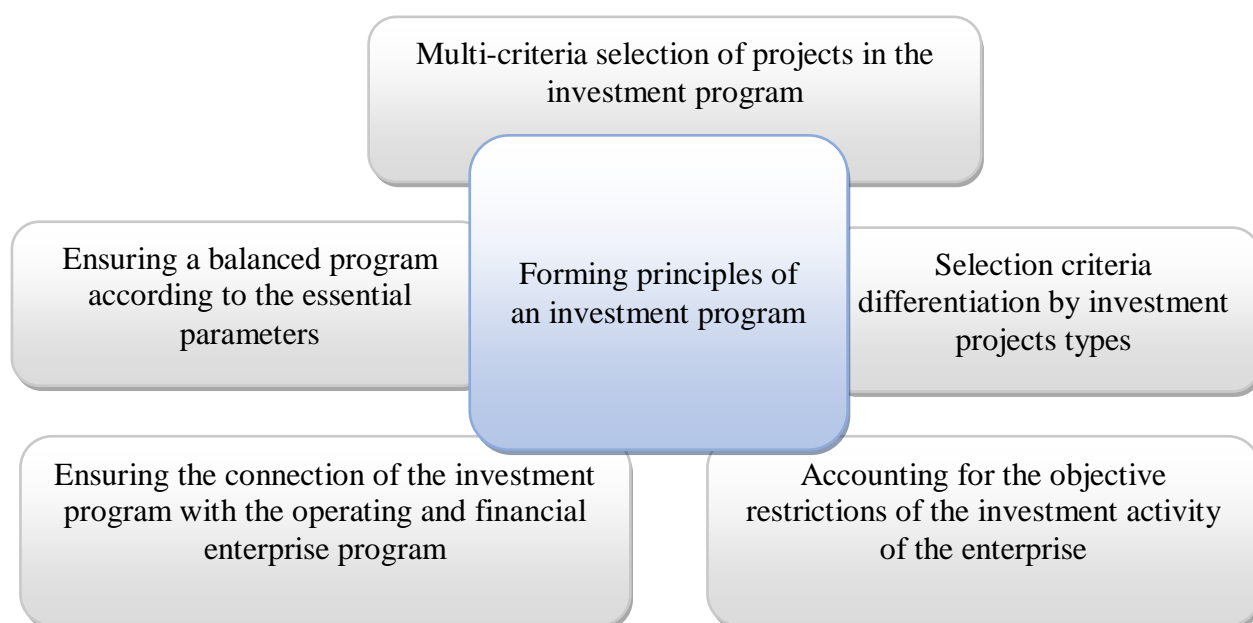 Multi-criteria selection of projects in the
investment program
Ensuring a balanced program
according to the essential
parameters
Forming principles of
an investment program
Selection criteria
differentiation by investment
projects types
Ensuring the connection of the investment
program with the operating and financial
enterprise program
Accounting for the objective
restrictions of the investment activity
of the enterprise